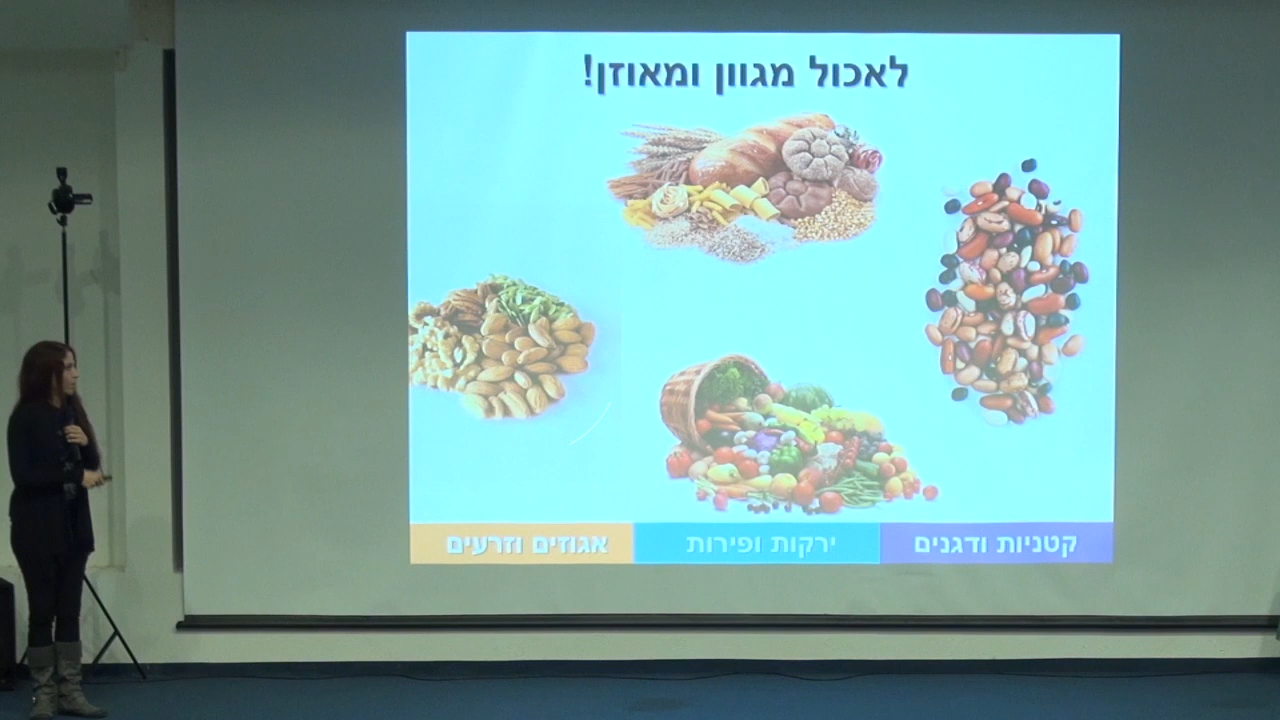 לאכול מגוון ומאוזן!
קטניות ודגנים
ירקות ופירות
אגוזים וזרעים